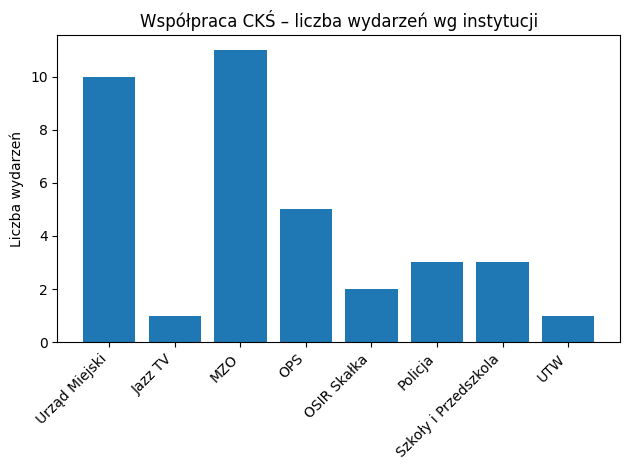 Współpraca CKŚ – liczba wydarzeń wg instytucji
Liczba wydarzeń
10
8
6
4
2
0
Urząd Miejski
Jazz TV
MZO
OPS
OSIR Skałka
Policja
Szkoły i Przedszkola
UTW